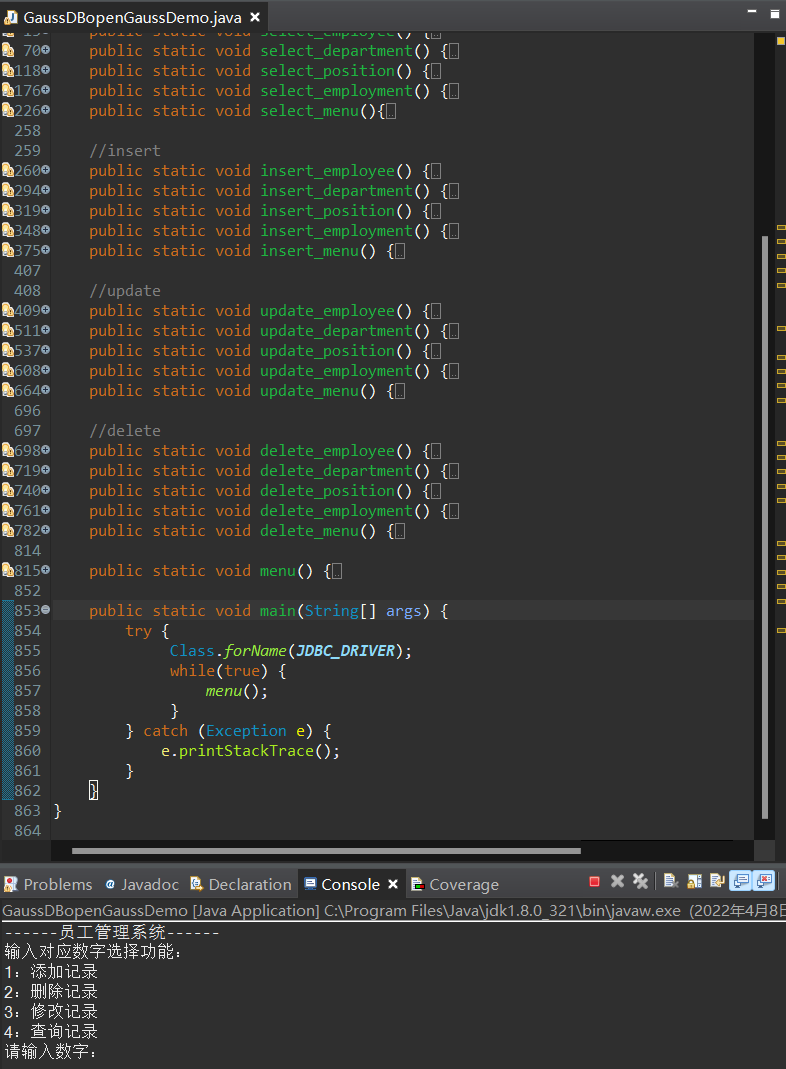 GaussDBopenGaussDemo.java
public static void select_employee() {
70 public static void select_department() {
118 public static void select_position() {
176 public static void select_employment() {
226 public static void select_menu(){
258
259 //insert
260 public static void insert_employee() {
294 public static void insert_department() {
319 public static void insert_position() {
348 public static void insert_employment() {
375 public static void insert_menu() {
407
408 //update
409 public static void update_employee() {
511 public static void update_department() {
537 public static void update_position() {
608 public static void update_employment() {
664 public static void update_menu() {
696
697 //delete
698 public static void delete_employee() {
719 public static void delete_department() {
740 public static void delete_position() {
761 public static void delete_employment() {
782 public static void delete_menu() {
814
815 public static void menu() {
852
853 public static void main(String[] args) {
854 try {
855 Class.forName(JDBC_DRIVER);
856 while(true) {
857 menu();
858 }
859 } catch (Exception e) {
860 e.printStackTrace();
861 }
862 }
863 }
864
Problems @ Javadoc Declaration Console Coverage
GaussDBopenGaussDemo [Java Application] C:\Program Files\Java\jdk1.8.0_321\bin\javaw.exe (2022年4月8日
------员工管理系统------
输入对应数字选择功能：
1：添加记录
2：删除记录
3：修改记录
4：查询记录
请输入数字：